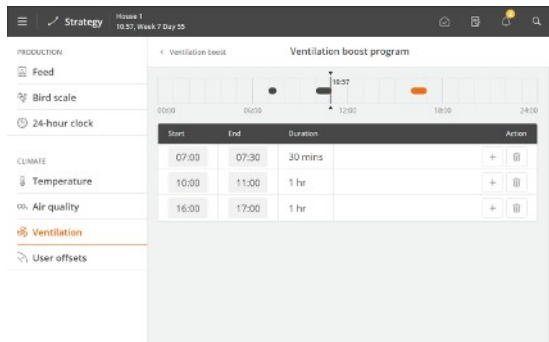 Strategy
House 1
10:57, Week 7 Day 55
2
PRODUCTION
Feed
Bird scale
24-hour clock
CLIMATE
Temperature
CO₂ Air quality
Ventilation
User offsets
Ventilation boost
Ventilation boost program
10:57
00:00 06:00 12:00 18:00 24:00
Start End Duration Action
07:00 07:30 30 mins
10:00 11:00 1 hr
16:00 17:00 1 hr